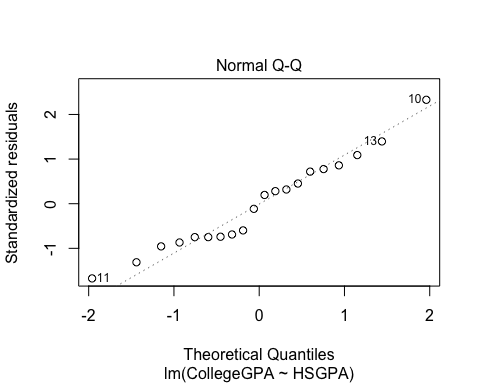 Normal Q-Q
Standardized residuals
2
1
0
-1
10
13
11
-2 -1 0 1 2
Theoretical Quantiles
lm(CollegeGPA ~ HSGPA)